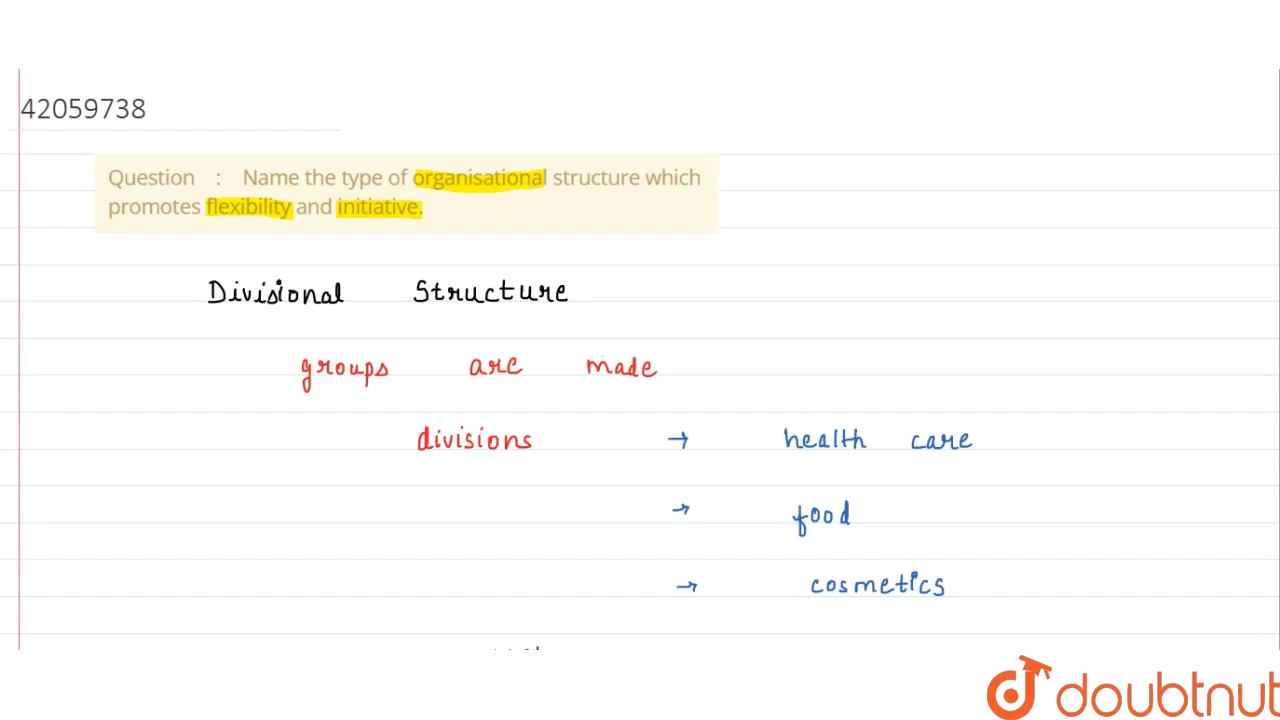 42059738
Question : Name the type of organisational structure which
promotes flexibility and initiative.
Divisional Structure
groups are made
divisions → health care
→ food
→ cosmetics
doubtnut